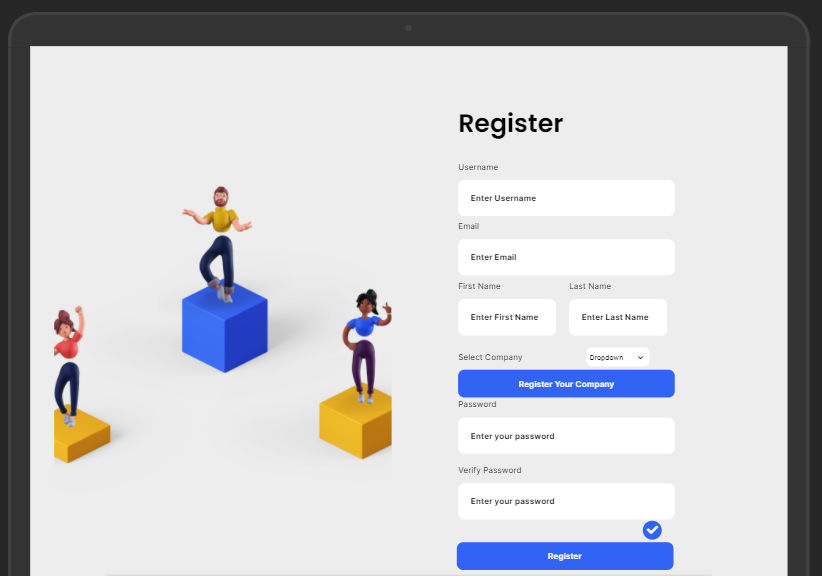 Register
Username
Enter Username
Email
Enter Email
First Name Last Name
Enter First Name Enter Last Name
Select Company Dropdown
Register Your Company
Password
Enter your password
Verify Password
Enter your password
Register